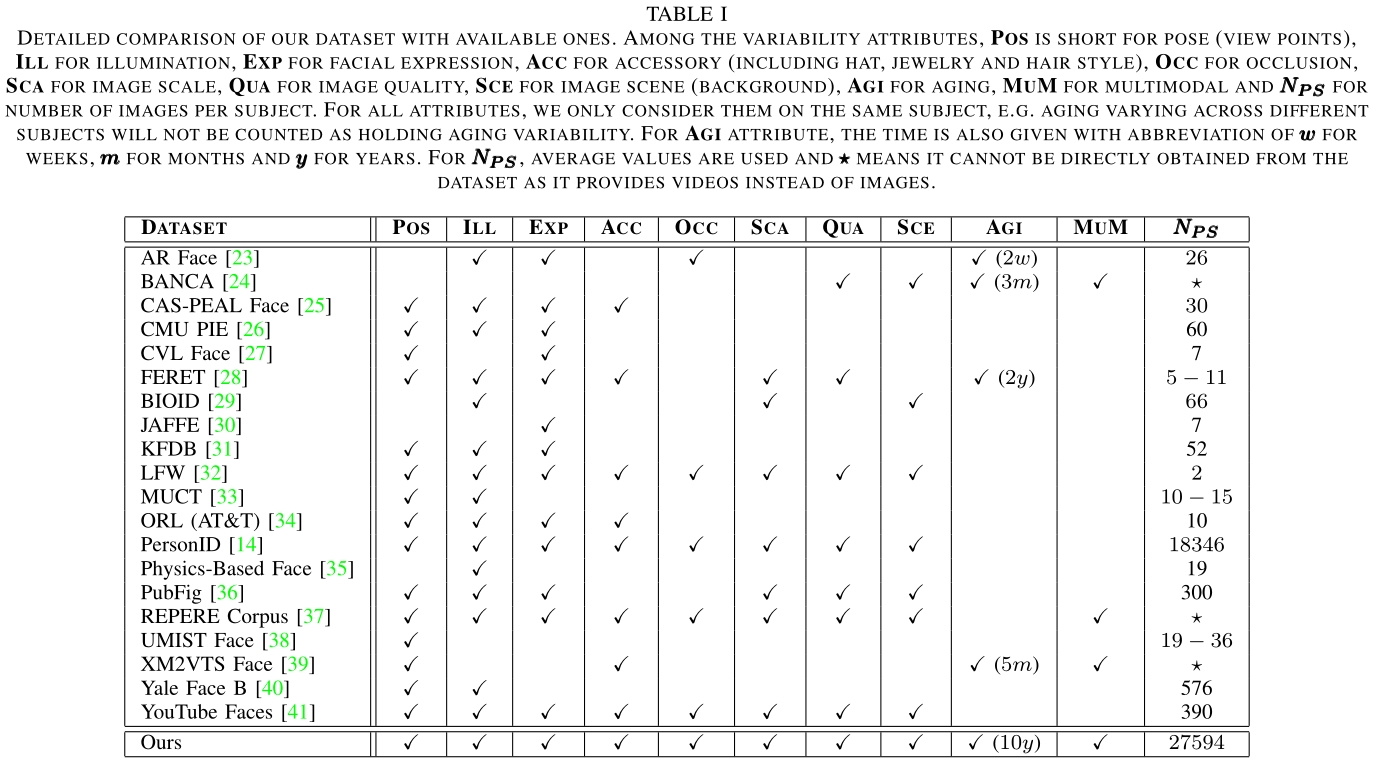 TABLE I
DETAILED COMPARISON OF OUR DATASET WITH AVAILABLE ONES. AMONG THE VARIABILITY ATTRIBUTES, POS IS SHORT FOR POSE (VIEW POINTS),
ILL FOR ILLUMINATION, EXP FOR FACIAL EXPRESSION, ACC FOR ACCESSORY (INCLUDING HAT, JEWELRY AND HAIR STYLE), OCC FOR OCCLUSION,
SCA FOR IMAGE SCALE, QUA FOR IMAGE QUALITY, SCE FOR IMAGE SCENE (BACKGROUND), AGI FOR AGING, MUM FOR MULTIMODAL AND N_PS FOR
NUMBER OF IMAGES PER SUBJECT. FOR ALL ATTRIBUTES, WE ONLY CONSIDER THEM ON THE SAME SUBJECT, E.G. AGING VARYING ACROSS DIFFERENT
SUBJECTS WILL NOT BE COUNTED AS HOLDING AGING VARIABILITY. FOR AGI ATTRIBUTE, THE TIME IS ALSO GIVEN WITH ABBREVIATION OF w FOR
WEEKS, m FOR MONTHS AND y FOR YEARS. FOR N_PS, AVERAGE VALUES ARE USED AND ★ MEANS IT CANNOT BE DIRECTLY OBTAINED FROM THE
DATASET AS IT PROVIDES VIDEOS INSTEAD OF IMAGES.
DATASET POS ILL EXP ACC OCC SCA QUA SCE AGI MUM N_PS
AR Face [23] ✓ ✓ ✓ ✓ (2w) 26
BANCA [24] ✓ ✓ ✓ (3m) ✓ ⋆
CAS-PEAL Face [25] ✓ ✓ ✓ ✓ 30
CMU PIE [26] ✓ ✓ ✓ 60
CVL Face [27] ✓ ✓ 7
FERET [28] ✓ ✓ ✓ ✓ ✓ ✓ ✓ (2y) 5 − 11
BIOID [29] ✓ ✓ ✓ 66
JAFFE [30] ✓ 7
KFDB [31] ✓ ✓ ✓ 52
LFW [32] ✓ ✓ ✓ ✓ ✓ ✓ ✓ ✓ 2
MUCT [33] ✓ ✓ 10 − 15
ORL (AT&T) [34] ✓ ✓ ✓ ✓ 10
PersonID [14] ✓ ✓ ✓ ✓ ✓ ✓ ✓ ✓ 18346
Physics-Based Face [35] ✓ 19
PubFig [36] ✓ ✓ ✓ ✓ ✓ ✓ 300
REPERE Corpus [37] ✓ ✓ ✓ ✓ ✓ ✓ ✓ ✓ ✓ ⋆
UMIST Face [38] ✓ 19 − 36
XM2VTS Face [39] ✓ ✓ ✓ (5m) ✓ ⋆
Yale Face B [40] ✓ ✓ 576
YouTube Faces [41] ✓ ✓ ✓ ✓ ✓ ✓ ✓ ✓ 390
Ours ✓ ✓ ✓ ✓ ✓ ✓ ✓ ✓ ✓ (10y) ✓ 27594